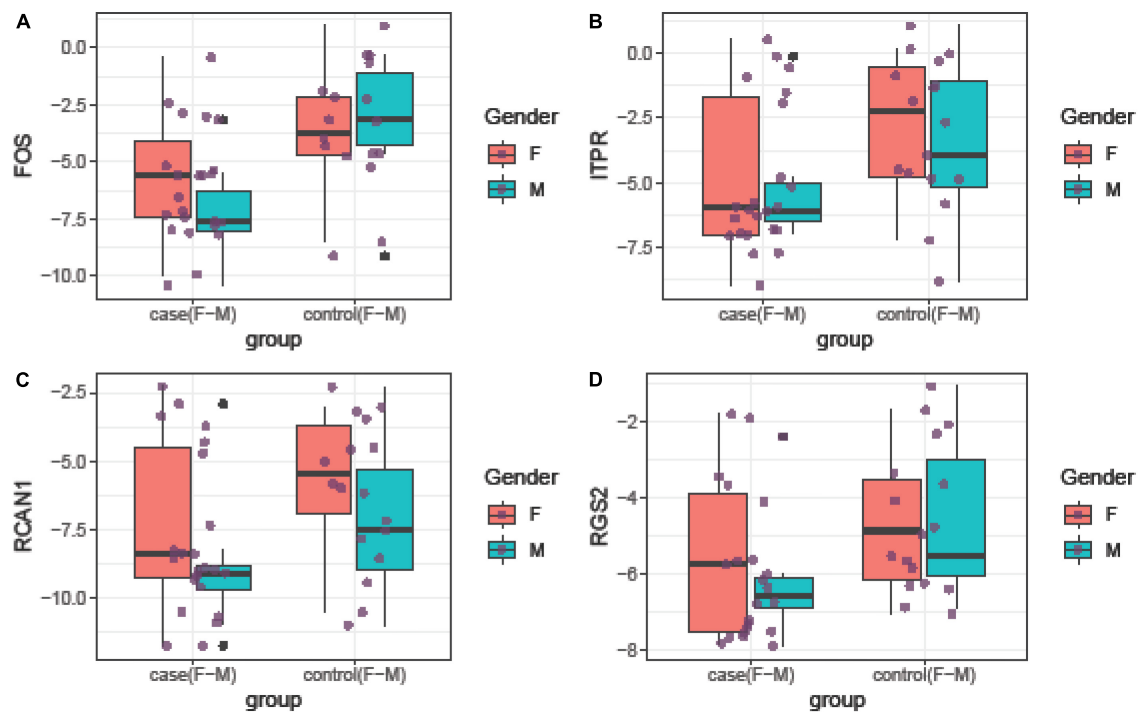 A
FOS
0.0
−2.5
−5.0
−7.5
−10.0
case(F−M)
control(F−M)
group
Gender
F
M
B
ITPR
0.0
−2.5
−5.0
−7.5
case(F−M)
control(F−M)
group
Gender
F
M
C
RCAN1
−2.5
−5.0
−7.5
−10.0
case(F−M)
control(F−M)
group
Gender
F
M
D
RGS2
−2
−4
−6
−8
case(F−M)
control(F−M)
group
Gender
F
M